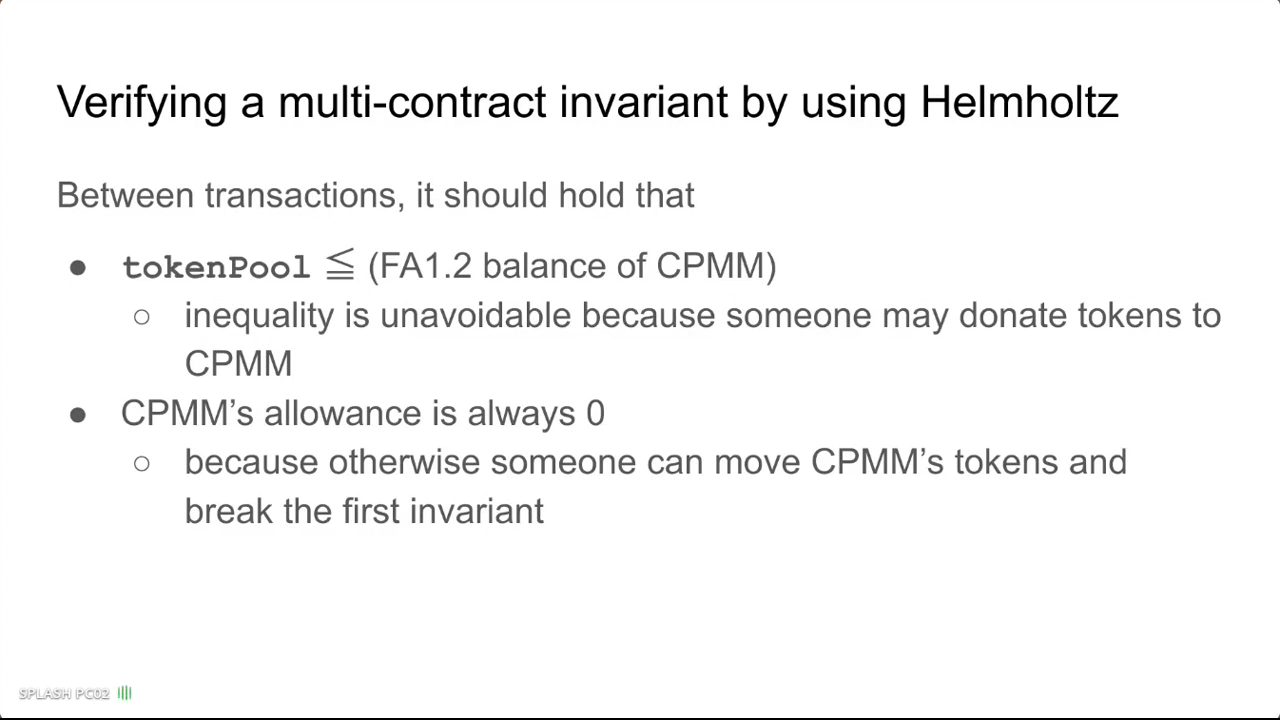 Verifying a multi-contract invariant by using Helmholtz
Between transactions, it should hold that
● tokenPool ≦ (FA1.2 balance of CPMM)
○ inequality is unavoidable because someone may donate tokens to
CPMM
● CPMM’s allowance is always 0
○ because otherwise someone can move CPMM’s tokens and
break the first invariant
SPLASH PC02